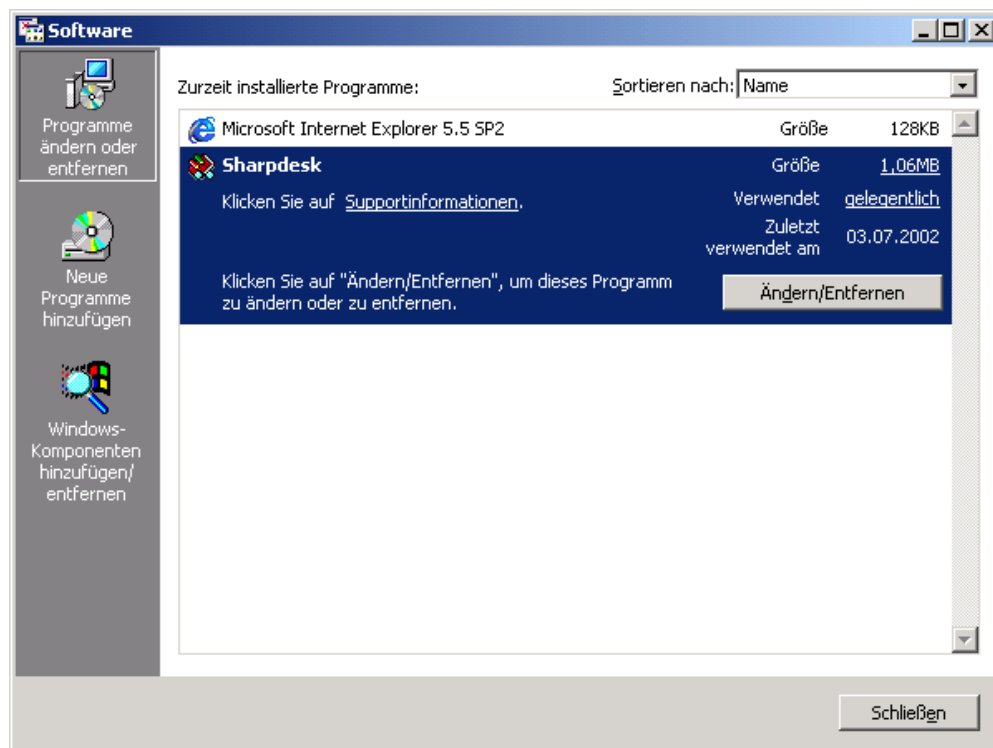 Software
Programme
ändern oder
entfernen
Neue
Programme
hinzufügen
Windows-
Komponenten
hinzufügen/
entfernen
Zurzeit installierte Programme:
Sortieren nach: Name
Microsoft Internet Explorer 5.5 SP2 Größe 128KB
Sharpdesk Größe 1,06MB
Klicken Sie auf Supportinformationen. Verwendet gelegentlich
Zuletzt
verwendet am 03.07.2002
Klicken Sie auf "Ändern/Entfernen", um dieses Programm
zu ändern oder zu entfernen.
Ändern/Entfernen
Schließen